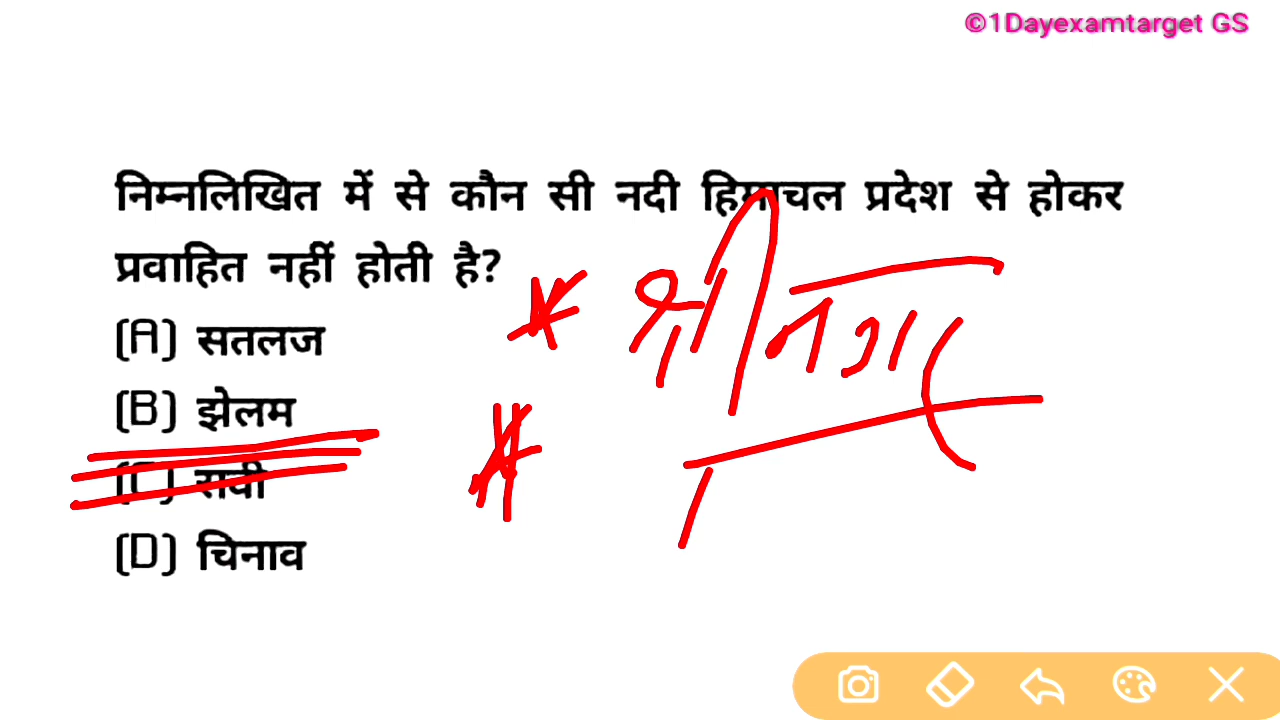 ©1Dayexamtarget GS
निम्नलिखित में से कौन सी नदी हिमाचल प्रदेश से होकर
प्रवाहित नहीं होती है?
(A) सतलज
(B) झेलम
(C) रावी
(D) चिनाव
* श्रीनगर
*